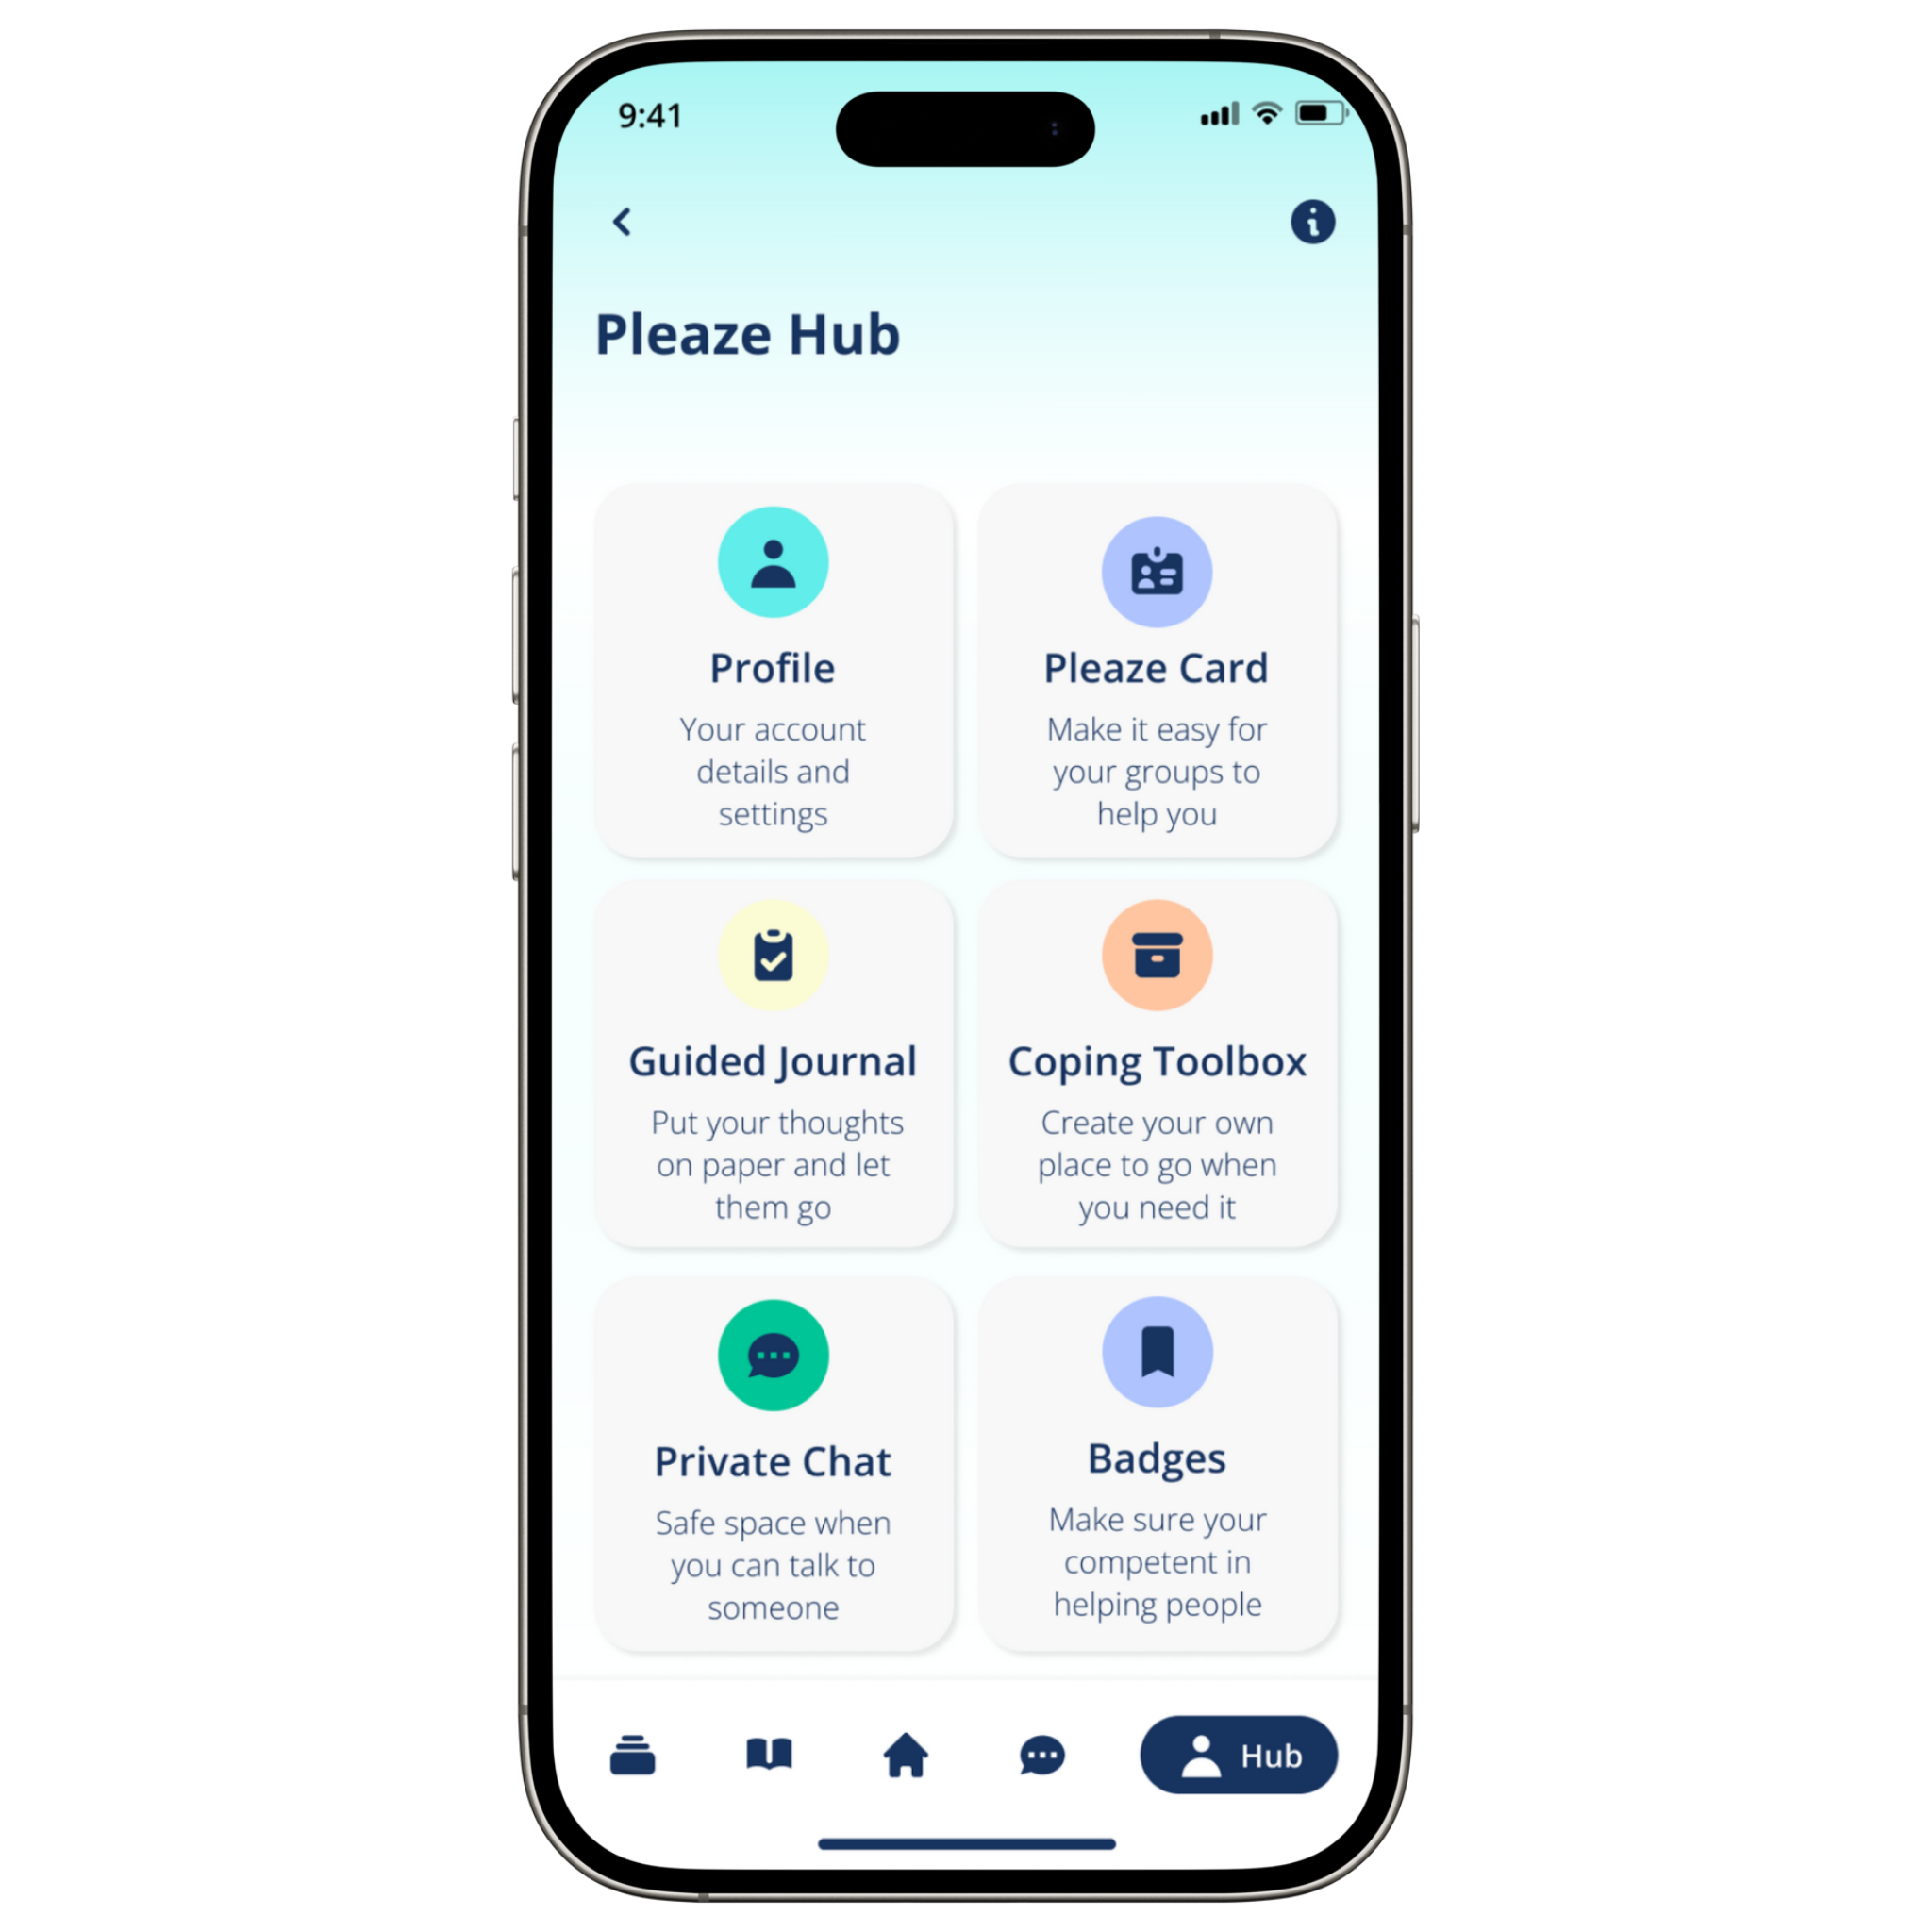 9:41
Pleaze Hub
Profile
Your account
details and
settings
Pleaze Card
Make it easy for
your groups to
help you
Guided Journal
Put your thoughts
on paper and let
them go
Coping Toolbox
Create your own
place to go when
you need it
Private Chat
Safe space when
you can talk to
someone
Badges
Make sure your
competent in
helping people
Hub